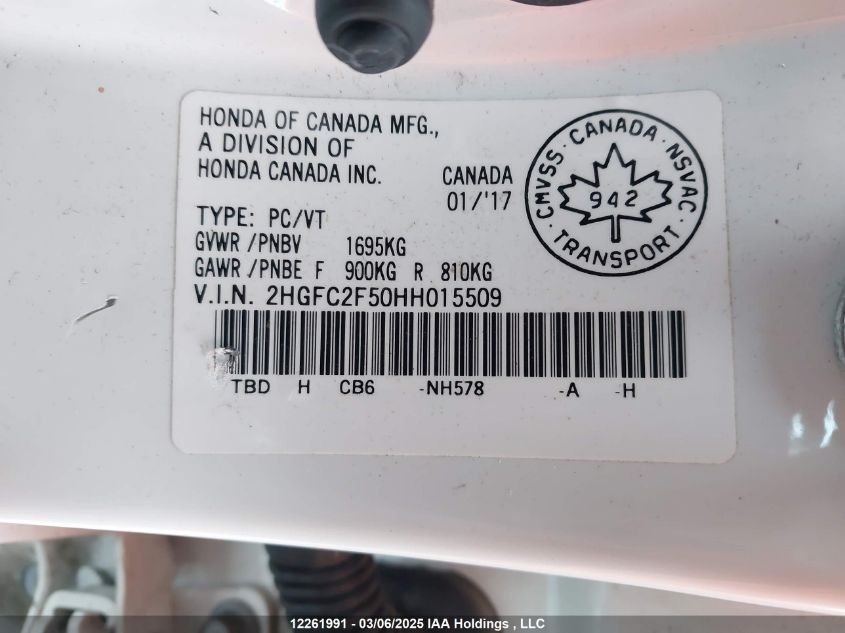 HONDA OF CANADA MFG.,
A DIVISION OF
HONDA CANADA INC.
CANADA
01/'17
CMVSS · CANADA · NSVAC
942
· TRANSPORT ·
TYPE: PC/VT
GVWR /PNBV 1695KG
GAWR /PNBE F 900KG R 810KG
V.I.N. 2HGFC2F50HH015509
TBD H CB6 -NH578 -A -H
12261991 - 03/06/2025 IAA Holdings , LLC